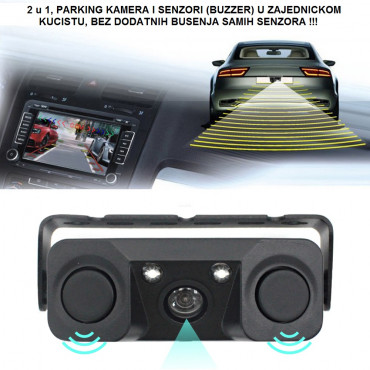 2 u 1, PARKING KAMERA I SENZORI (BUZZER) U ZAJEDNICKOM
KUCISTU, BEZ DODATNIH BUSENJA SAMIH SENZORA !!!